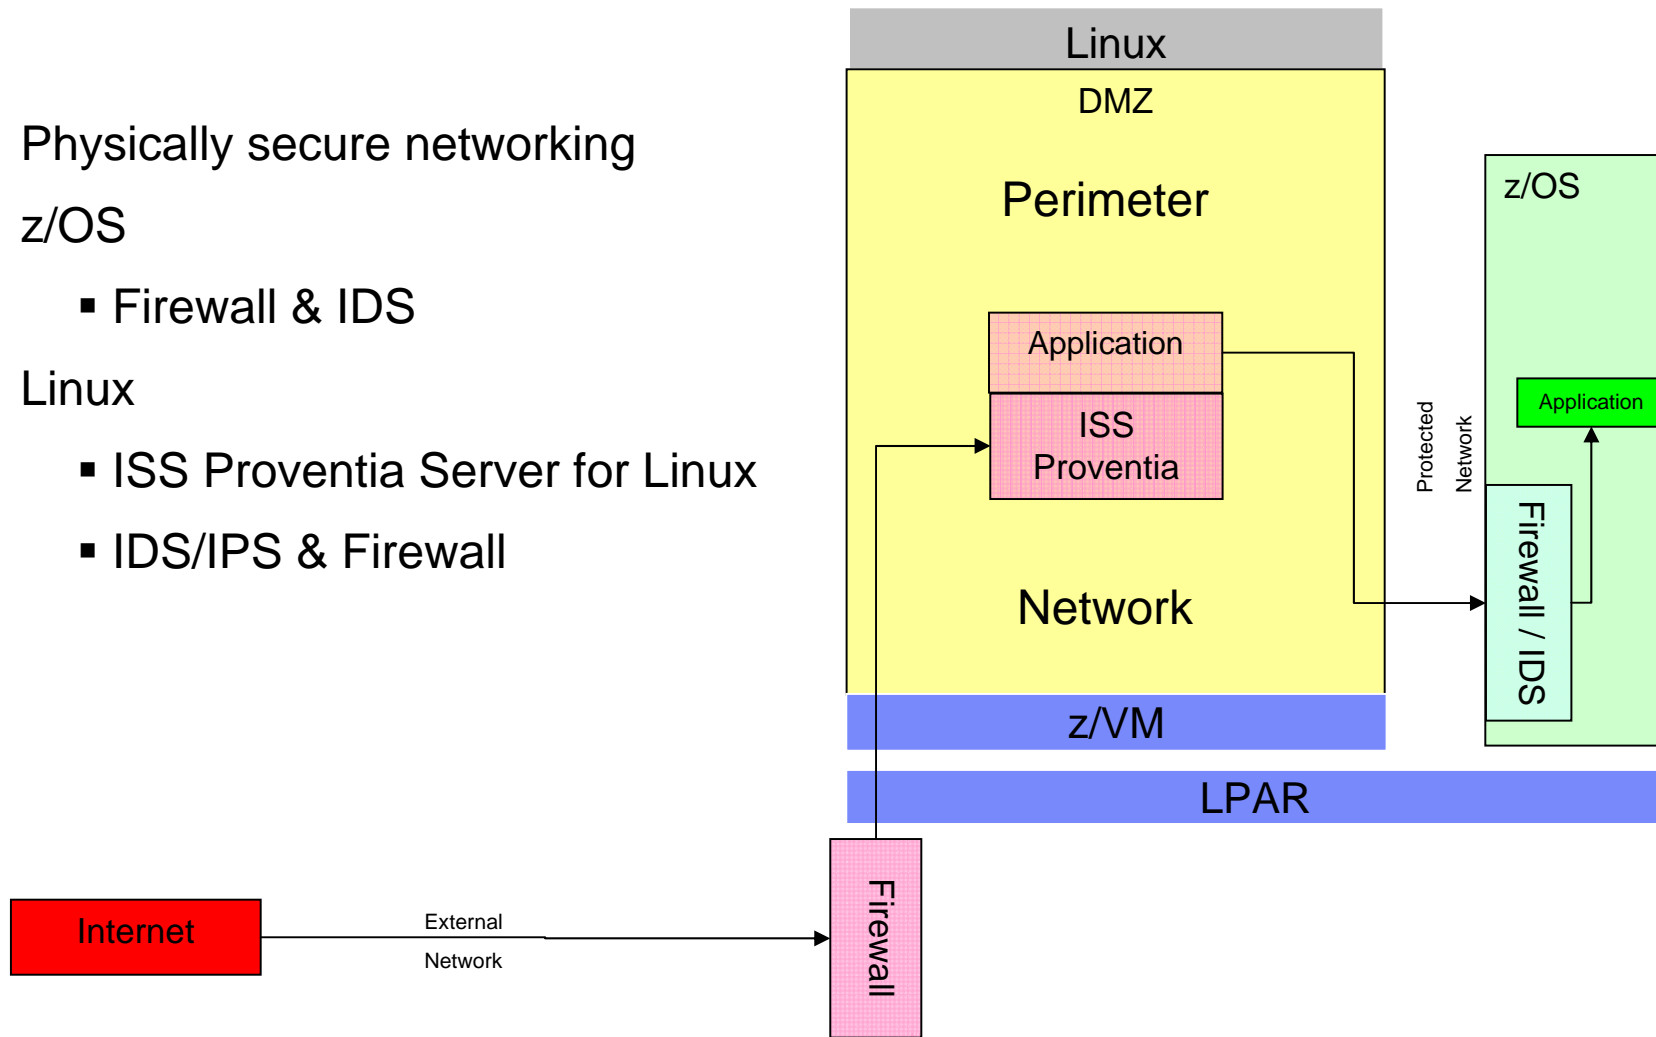 Physically secure networking
z/OS
▪ Firewall & IDS
Linux
▪ ISS Proventia Server for Linux
▪ IDS/IPS & Firewall
Linux
DMZ
Perimeter
Application
ISS
Proventia
Network
z/VM
LPAR
Protected
Network
z/OS
Application
Firewall / IDS
Internet
External
Network
Firewall